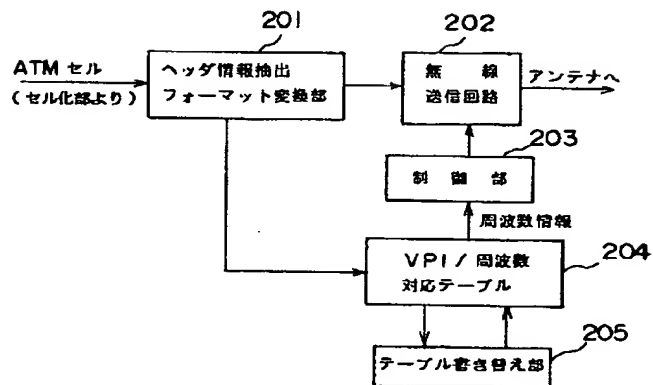 201
202
ATM セル
(セル化部より)
ヘッダ情報抽出
フォーマット変換部
無線
送信回路
アンテナへ
203
制御部
周波数情報
VPI/周波数
対応テーブル
204
205
テーブル書き替え部